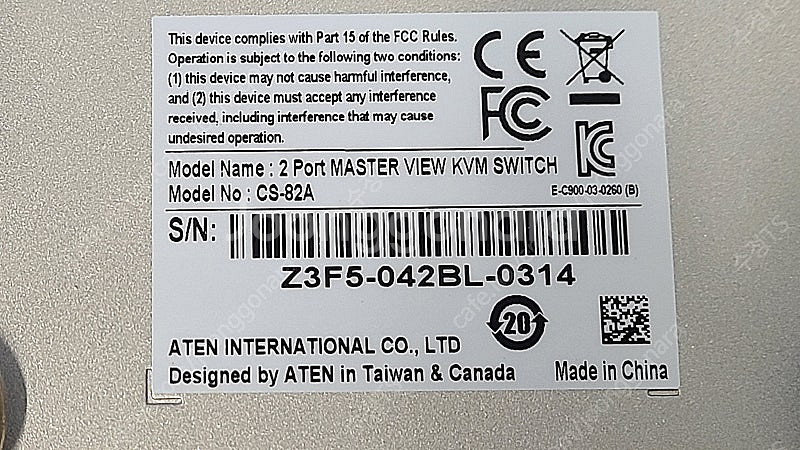 This device complies with Part 15 of the FCC Rules.
Operation is subject to the following two conditions:
(1) this device may not cause harmful interference,
and (2) this device must accept any interference
received, including interference that may cause
undesired operation.
CE
FC
Model Name : 2 Port MASTER VIEW KVM SWITCH
Model No : CS-82A
E-C900-03-0260 (B)
S/N:
Z3F5-042BL-0314
20
ATEN INTERNATIONAL CO., LTD
Designed by ATEN in Taiwan & Canada
Made in China